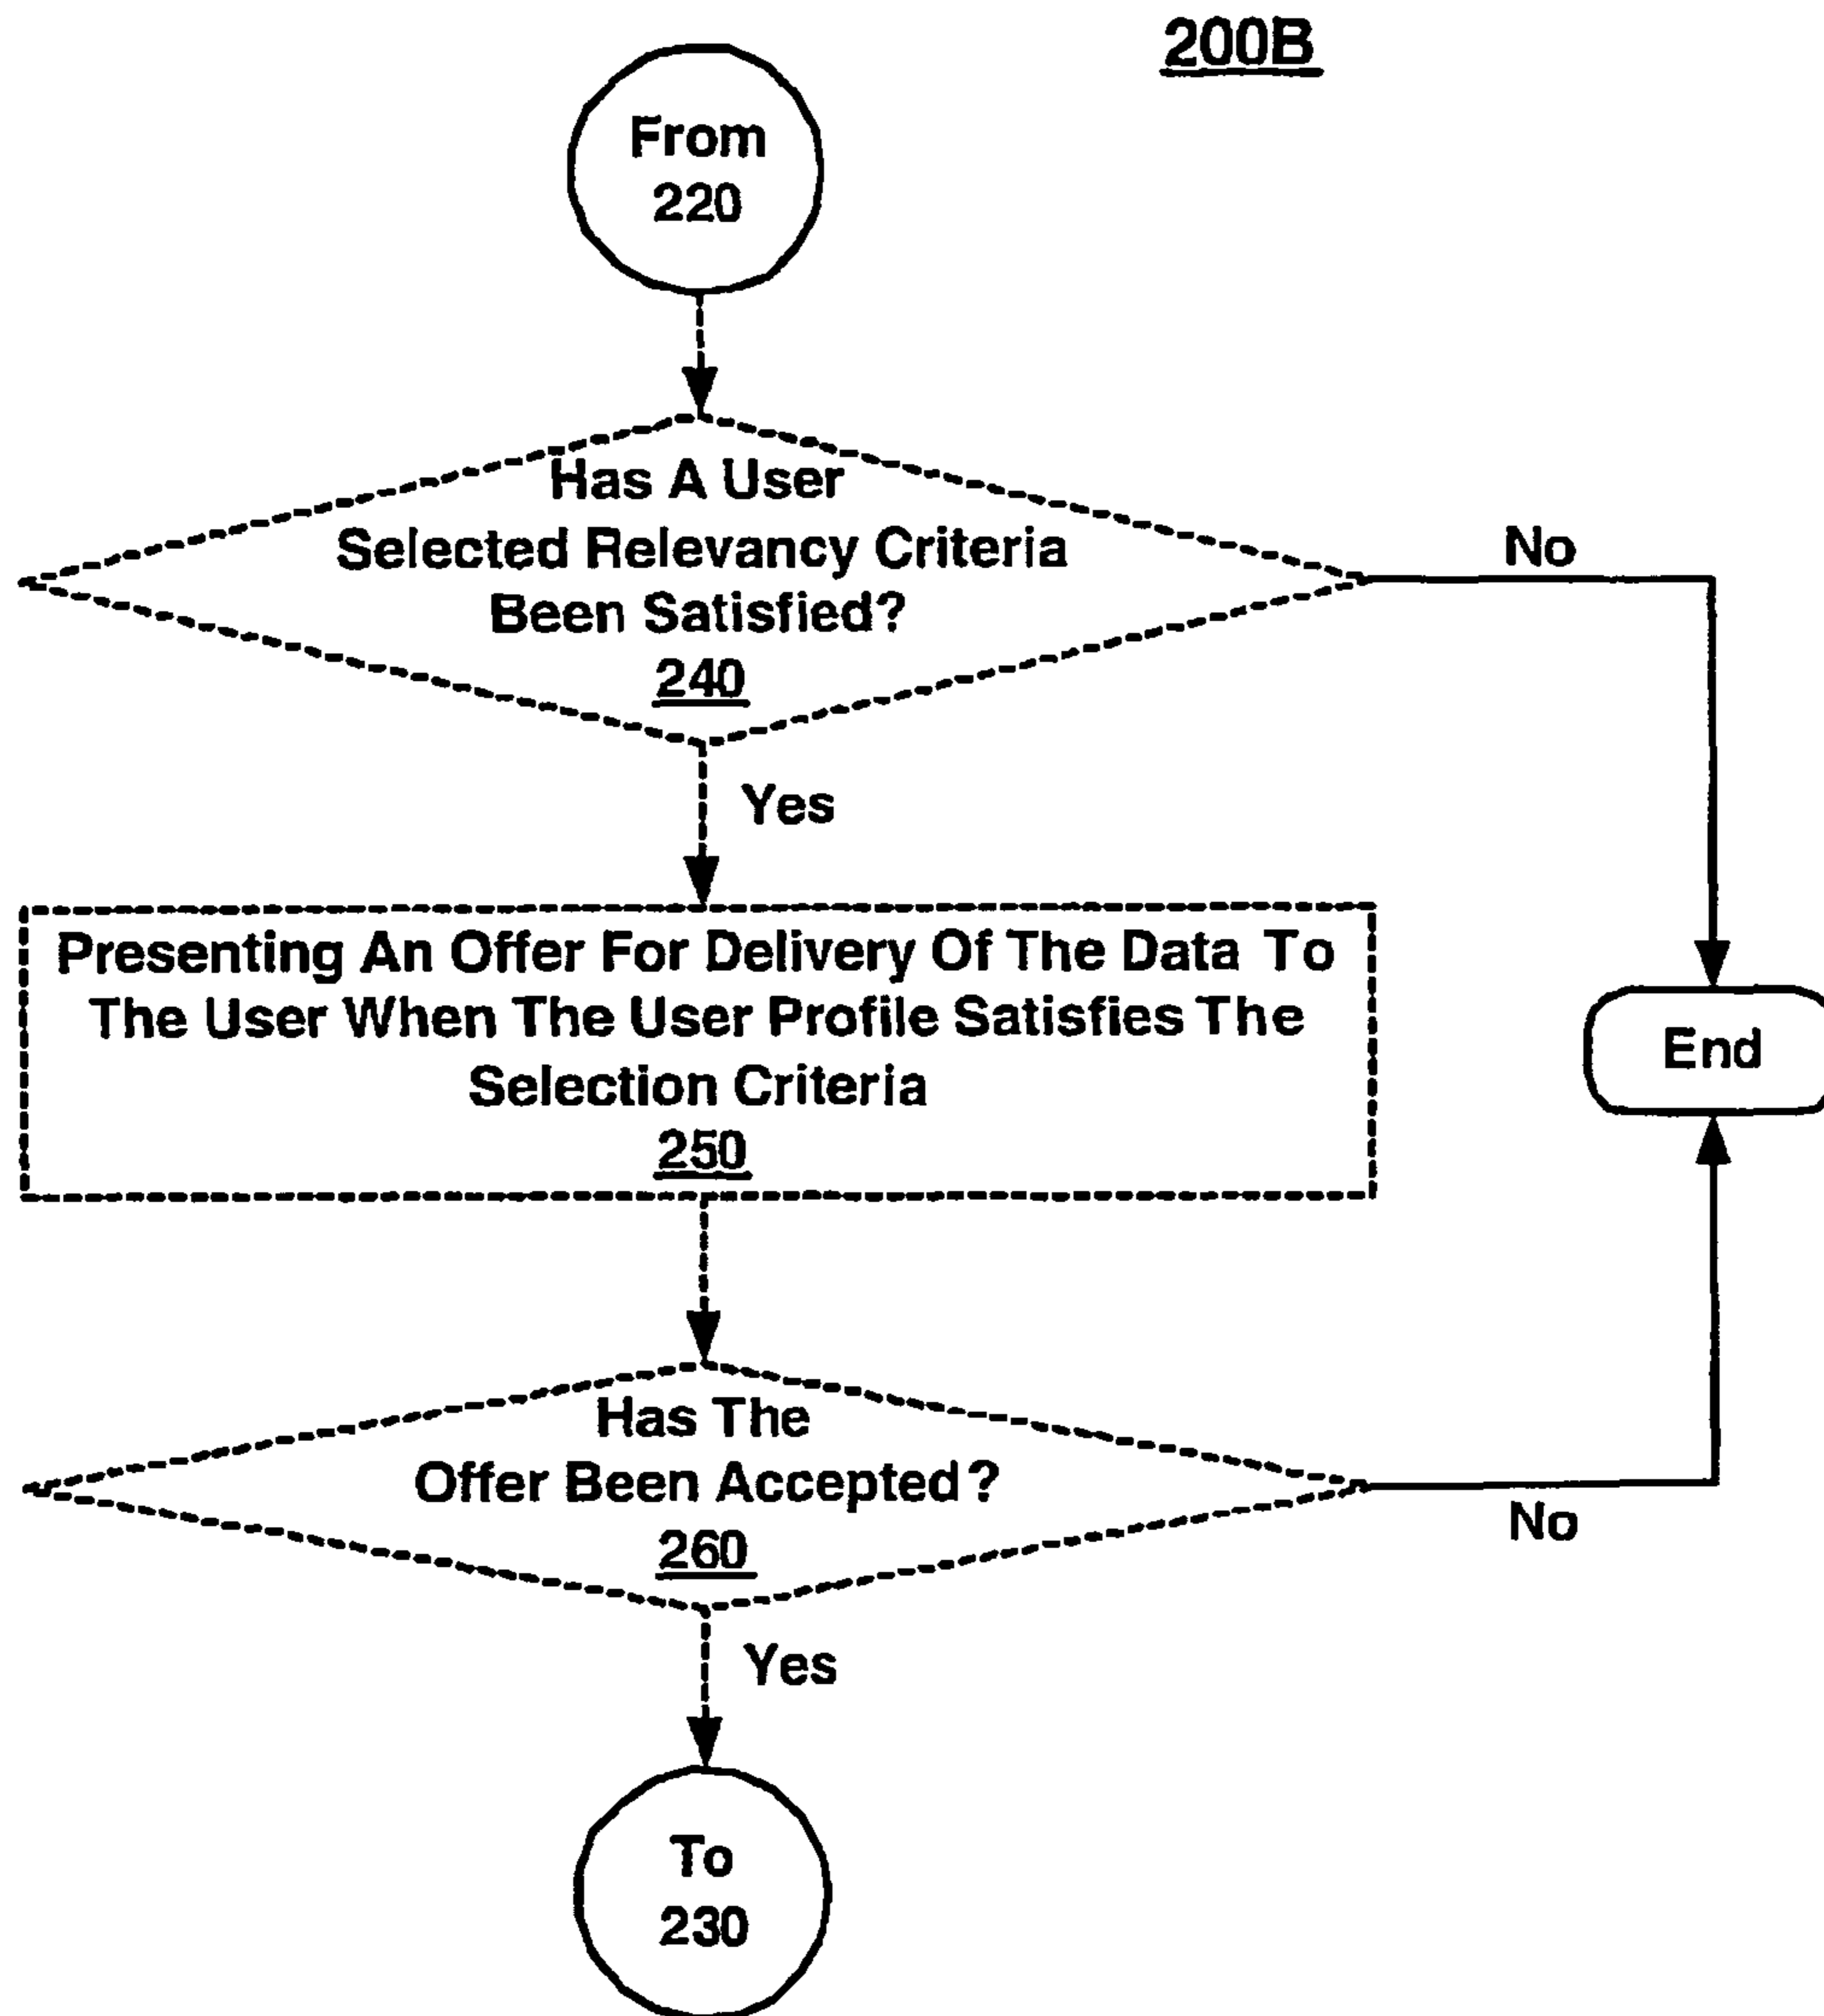 200B
From
220
Has A User
Selected Relevancy Criteria
Been Satisfied?
240
No
Yes
Presenting An Offer For Delivery Of The Data To
The User When The User Profile Satisfies The
Selection Criteria
250
End
Has The
Offer Been Accepted?
260
No
Yes
To
230